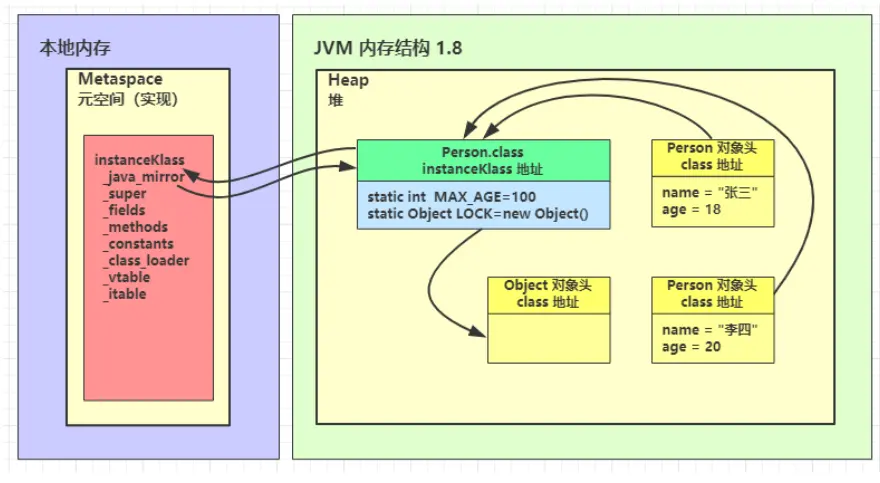 本地内存
Metaspace
元空间（实现）
instanceKlass
_java_mirror
_super
_fields
_methods
_constants
_class_loader
_vtable
_itable
JVM 内存结构 1.8
Heap
堆
Person.class
instanceKlass 地址
static int MAX_AGE=100
static Object LOCK=new Object()
Person 对象头
class 地址
name = "张三"
age = 18
Object 对象头
class 地址
Person 对象头
class 地址
name = "李四"
age = 20